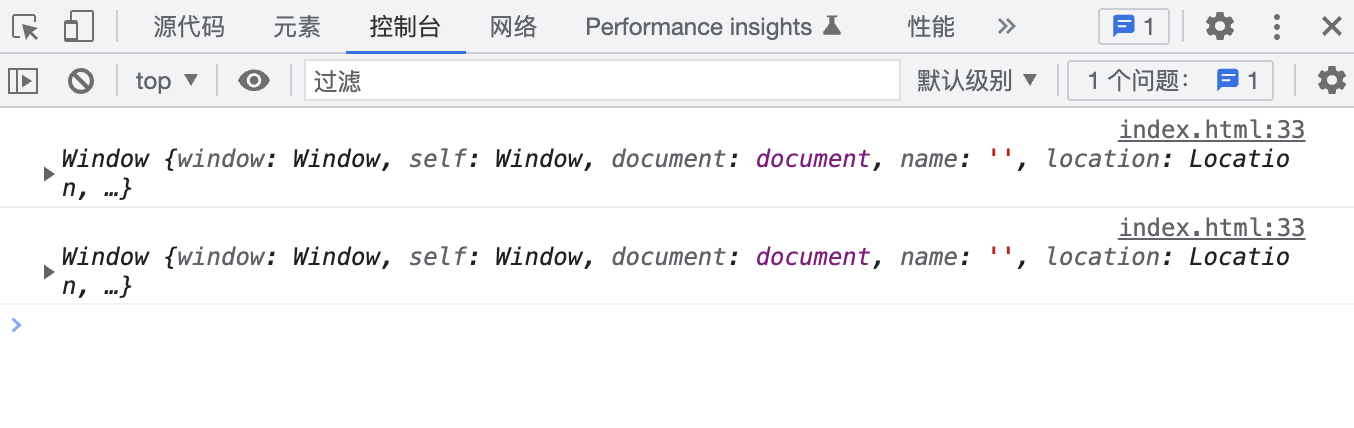 源代码 元素 控制台 网络 Performance insights 性能 1
top 过滤 默认级别 1 个问题： 1
index.html:33
Window {window: Window, self: Window, document: document, name: '', location: Locatio
n, …}
index.html:33
Window {window: Window, self: Window, document: document, name: '', location: Locatio
n, …}